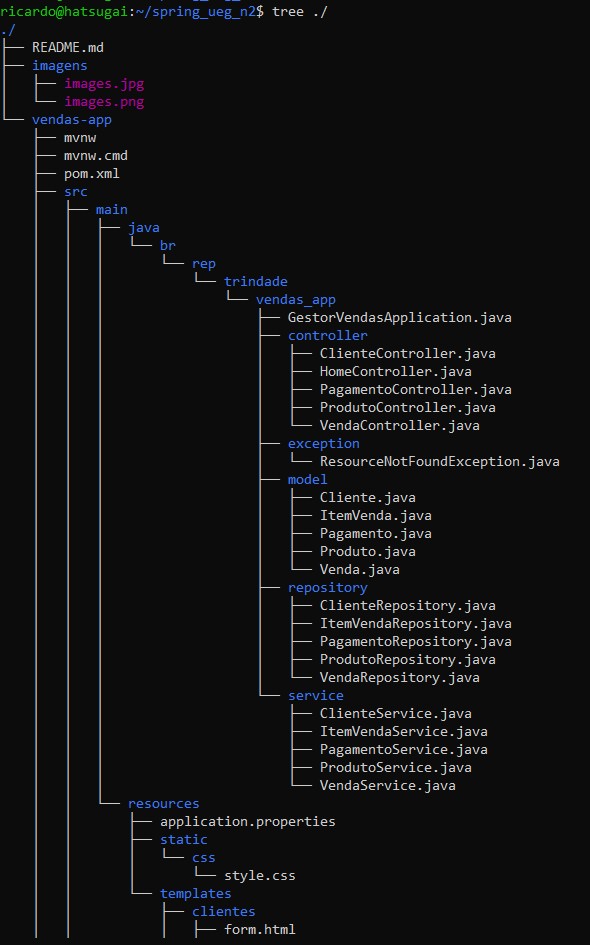 ricardo@hatsugai:~/spring_ueg_n2$ tree ./
./
├── README.md
├── imagens
│   ├── images.jpg
│   └── images.png
└── vendas-app
    ├── mvnw
    ├── mvnw.cmd
    ├── pom.xml
    ├── src
    │   ├── main
    │   │   ├── java
    │   │   │   └── br
    │   │   │       └── rep
    │   │   │           └── trindade
    │   │   │               └── vendas_app
    │   │   │                   ├── GestorVendasApplication.java
    │   │   │                   ├── controller
    │   │   │                   │   ├── ClienteController.java
    │   │   │                   │   ├── HomeController.java
    │   │   │                   │   ├── PagamentoController.java
    │   │   │                   │   ├── ProdutoController.java
    │   │   │                   │   └── VendaController.java
    │   │   │                   ├── exception
    │   │   │                   │   └── ResourceNotFoundException.java
    │   │   │                   ├── model
    │   │   │                   │   ├── Cliente.java
    │   │   │                   │   ├── ItemVenda.java
    │   │   │                   │   ├── Pagamento.java
    │   │   │                   │   ├── Produto.java
    │   │   │                   │   └── Venda.java
    │   │   │                   ├── repository
    │   │   │                   │   ├── ClienteRepository.java
    │   │   │                   │   ├── ItemVendaRepository.java
    │   │   │                   │   ├── PagamentoRepository.java
    │   │   │                   │   ├── ProdutoRepository.java
    │   │   │                   │   └── VendaRepository.java
    │   │   │                   └── service
    │   │   │                       ├── ClienteService.java
    │   │   │                       ├── ItemVendaService.java
    │   │   │                       ├── PagamentoService.java
    │   │   │                       ├── ProdutoService.java
    │   │   │                       └── VendaService.java
    │   │   └── resources
    │   │       ├── application.properties
    │   │       ├── static
    │   │       │   └── css
    │   │       │       └── style.css
    │   │       └── templates
    │   │           ├── clientes
    │   │           │   ├── form.html